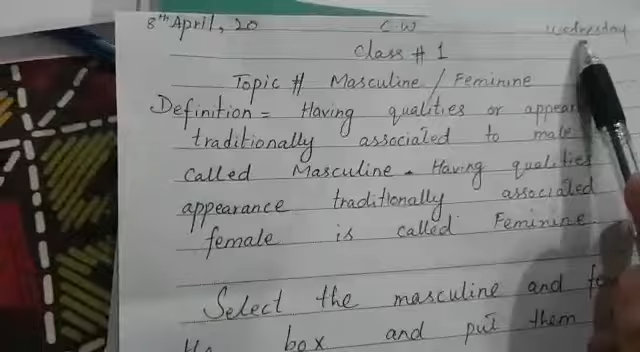 8th April, 20 CW Wednesday
Class # 1
Topic # Masculine / Feminine
Definition = Having qualities or appear
traditionally associated to male
called Masculine. Having qualities
appearance traditionally associated
female is called Feminine.
Select the masculine and
box and put them